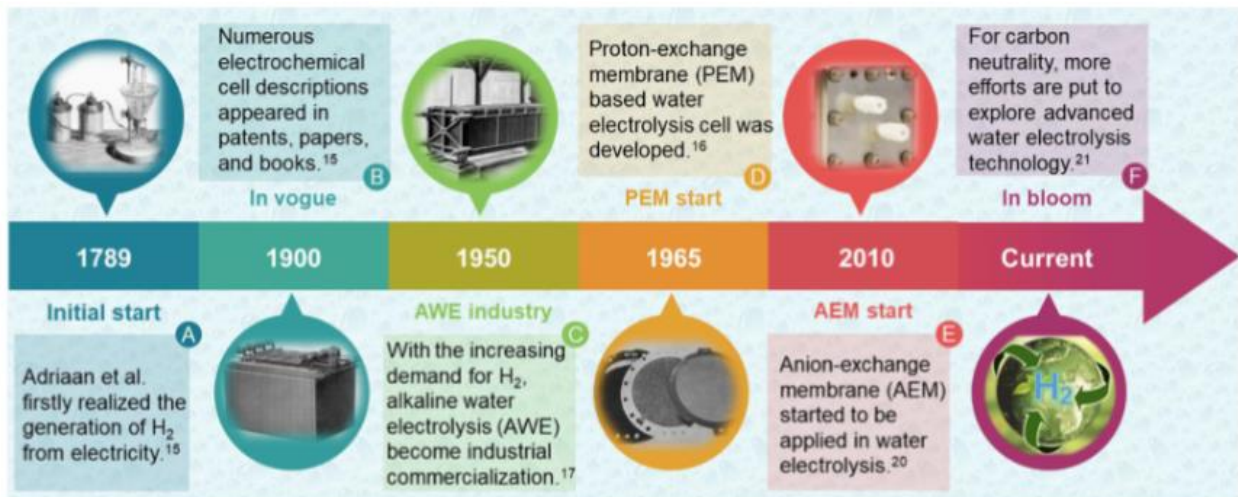 Numerous
electrochemical
cell descriptions
appeared in
patents, papers,
and books.15
B
In vogue
Proton-exchange
membrane (PEM)
based water
electrolysis cell was
developed.16
D
PEM start
For carbon
neutrality, more
efforts are put to
explore advanced
water electrolysis
technology.21
F
In bloom
1789
1900
1950
1965
2010
Current
Initial start
A
Adriaan et al.
firstly realized the
generation of H2
from electricity.15
AWE industry
C
With the increasing
demand for H2,
alkaline water
electrolysis (AWE)
become industrial
commercialization.17
AEM start
E
Anion-exchange
membrane (AEM)
started to be
applied in water
electrolysis.20
H2